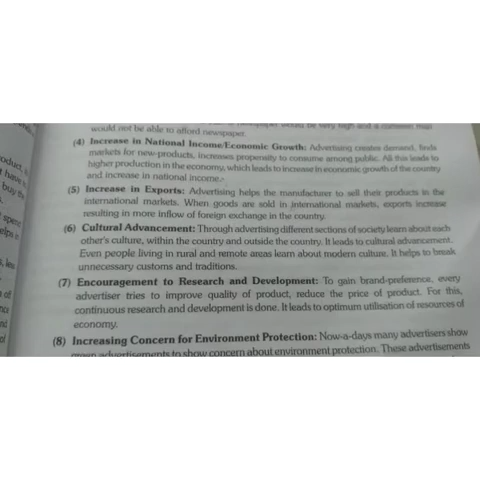 would not be able to afford newspaper.
(4) Increase in National Income/Economic Growth: Advertising creates demand, finds
markets for new products, increases propensity to consume among public. All this leads to
higher production in the economy, which leads to increase in economic growth of the country
and increase in national income.
(5) Increase in Exports: Advertising helps the manufacturer to sell their products in the
international markets. When goods are sold in international markets, exports increase
resulting in more inflow of foreign exchange in the country.
(6) Cultural Advancement: Through advertising different sections of society learn about each
other's culture, within the country and outside the country. It leads to cultural advancement.
Even people living in rural and remote areas learn about modern culture. It helps to break
unnecessary customs and traditions.
(7) Encouragement to Research and Development: To gain brand-preference, every
advertiser tries to improve quality of product, reduce the price of product. For this,
continuous research and development is done. It leads to optimum utilisation of resources of
economy.
(8) Increasing Concern for Environment Protection: Now-a-days many advertisers show
green advertisements to show concern about environment protection. These advertisements